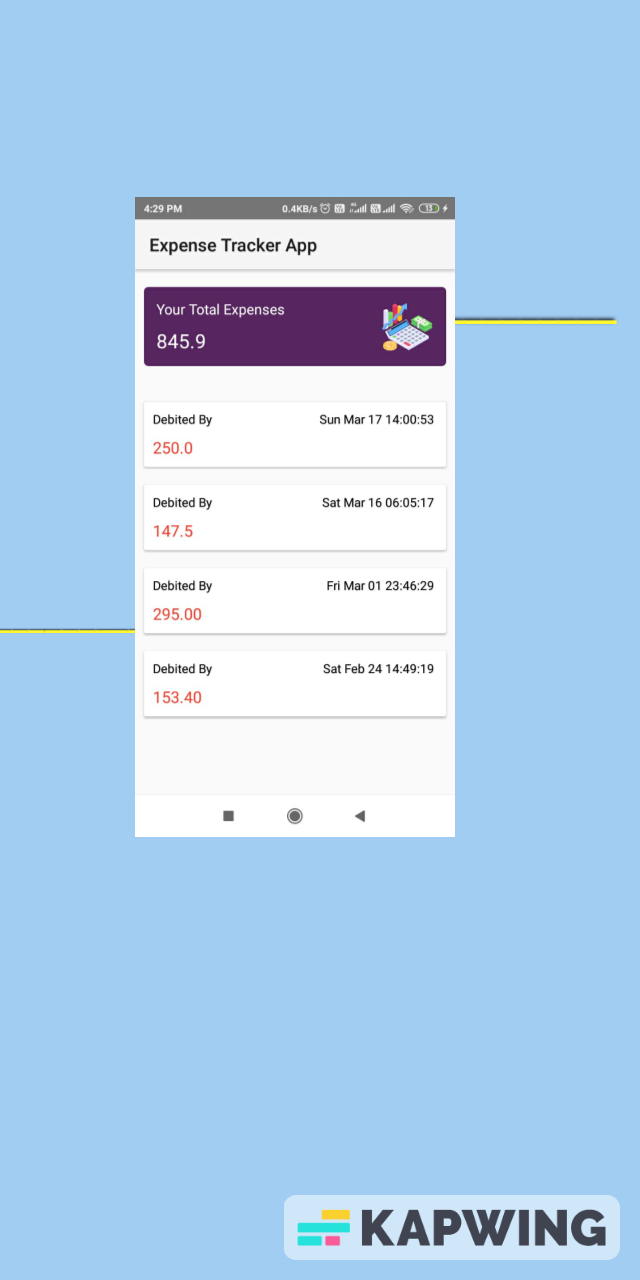 4:29 PM 0.4KB/s 4G 13
Expense Tracker App
Your Total Expenses
845.9
Debited By Sun Mar 17 14:00:53
250.0
Debited By Sat Mar 16 06:05:17
147.5
Debited By Fri Mar 01 23:46:29
295.00
Debited By Sat Feb 24 14:49:19
153.40
KAPWING